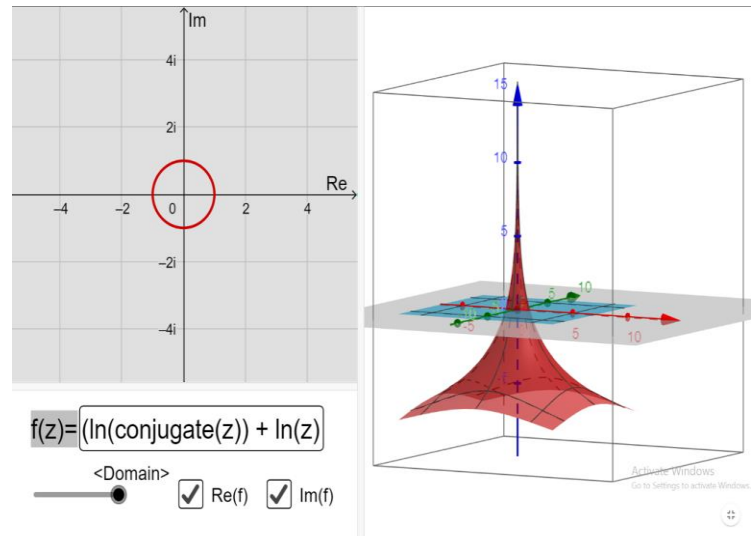 Im
4i
2i
Re
−4 −2 0 2 4
−2i
−4i
f(z)= (ln(conjugate(z)) + ln(z)
<Domain>
Re(f) Im(f)
15
10
5
5 10
-5 5 10
Activate Windows
Go to Settings to activate Windows.